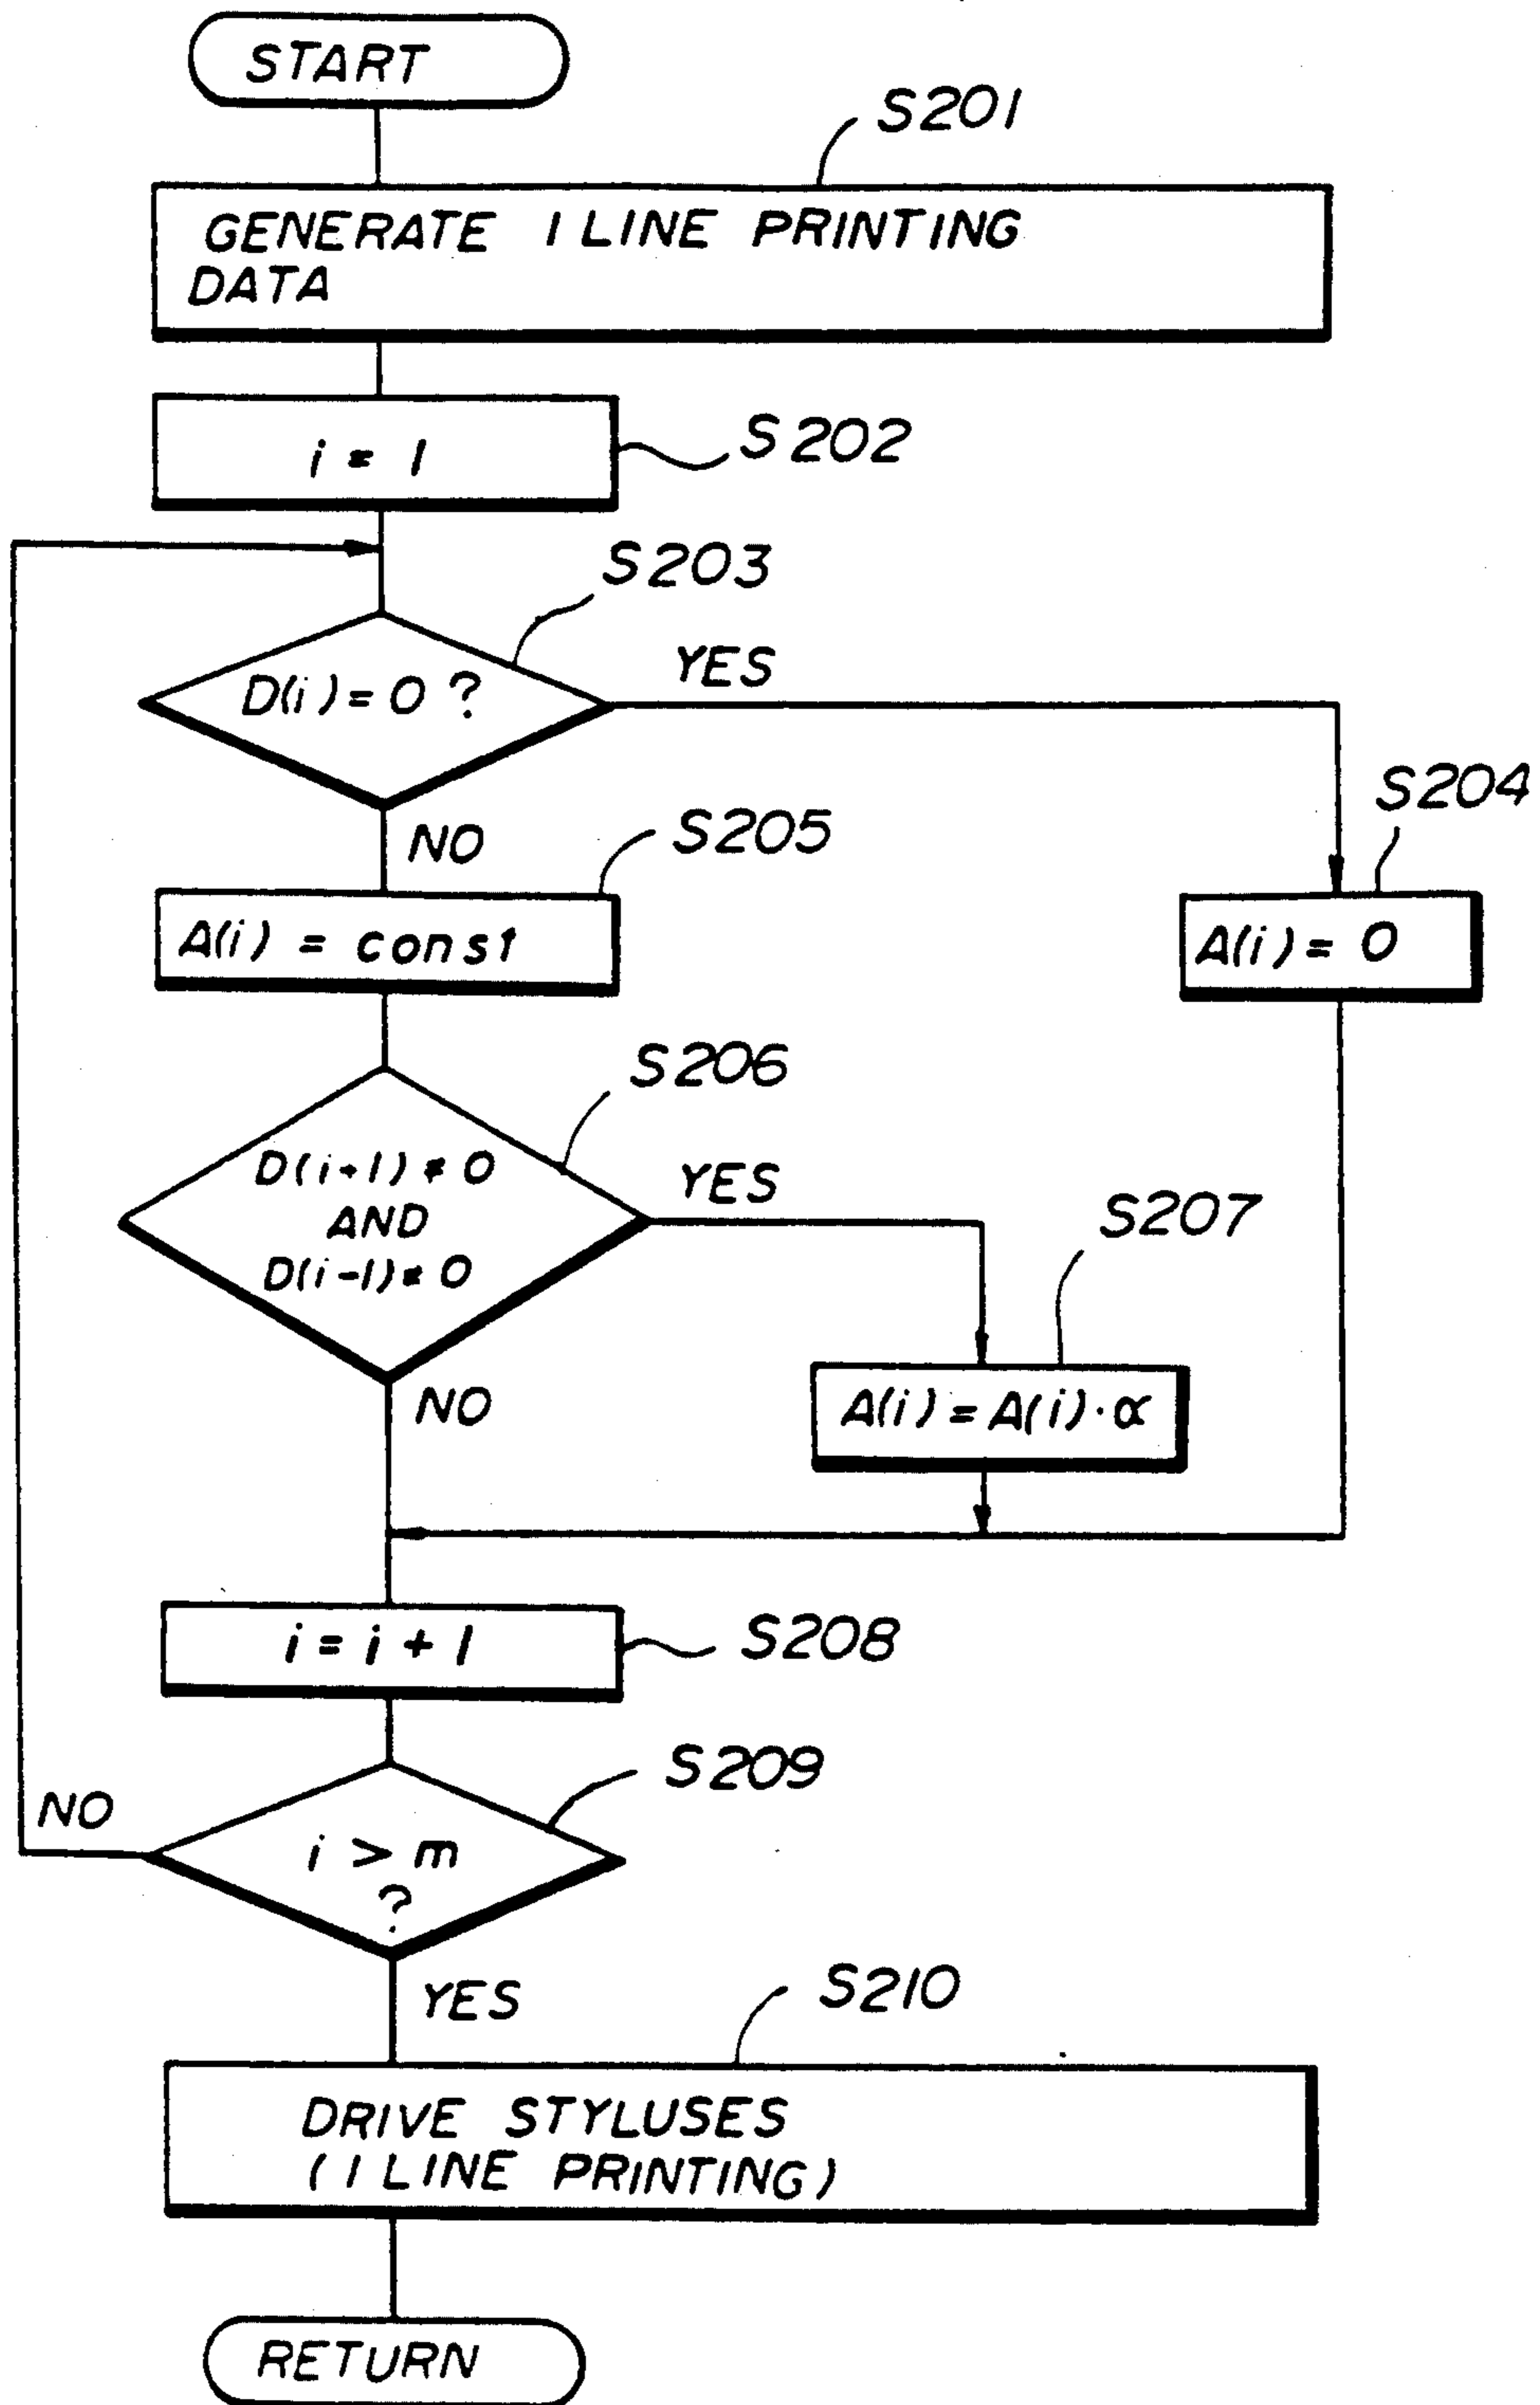 START
S201
GENERATE 1 LINE PRINTING
DATA
i = 1
S202
S203
D(i) = 0 ?
YES
S204
NO
S205
A(i) = const
A(i) = 0
S206
D(i+1) ≠ 0
AND
D(i-1) ≠ 0
YES
S207
A(i) = A(i)·α
NO
i = i + 1
S208
S209
NO
i > m
?
YES
S210
DRIVE STYLUSES
(1 LINE PRINTING)
RETURN